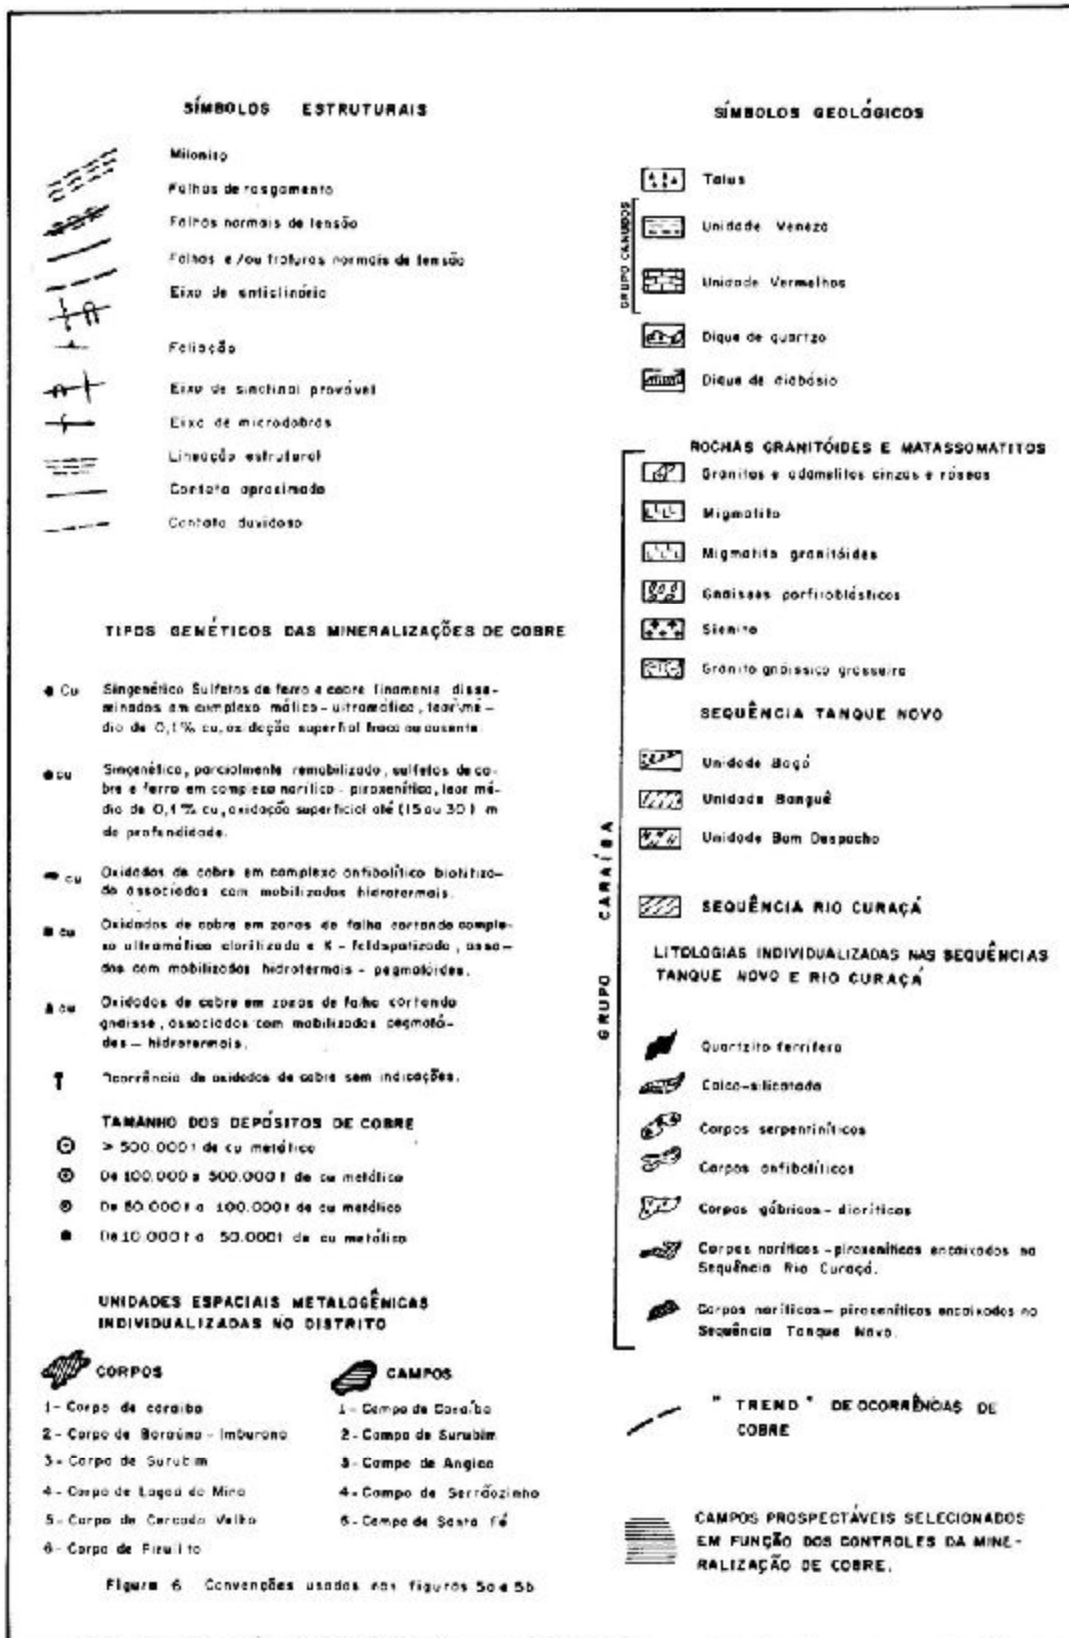 SÍMBOLOS ESTRUTURAIS
Milonito
Falhas de rasgamento
Falhas normais de tensão
Falhas e/ou fraturas normais de tensão
Eixo de anticlinório
Foliação
Eixo de sinclinal provável
Eixo de microdobras
Lineação estrutural
Contato aproximado
Contato duvidoso
TIPOS GENÉTICOS DAS MINERALIZAÇÕES DE COBRE
Cu Singenético Sulfetos de ferro e cobre finamente disse-
minados em complexo máfico-ultramáfico, teor mé-
dio de 0,1% cu, oxidação superfial fraca ou ausente
cu Singenético, parcialmente remobilizado, sulfetos de co-
bre e ferro em complexo norítico-piroxenítico, teor mé-
dio de 0,1% cu, oxidação superficial até (15 ou 30) m
de profundidade.
cu Oxidados de cobre em complexo anfibolítico biotitiza-
do associados com mobilizados hidrotermais.
cu Oxidados de cobre em zonas de falha cortando comple-
xo ultramáfico cloritizado e K-feldspatizado, asso-
dos com mobilizados hidrotermais-pegmatóides.
cu Oxidados de cobre em zonas de falha cortando
gnaisse, associados com mobilizados pegmatói-
des-hidrotermais.
Ocorrência de oxidados de cobre sem indicações.
TAMANHO DOS DEPÓSITOS DE COBRE
> 500.000 t de cu metálico
De 100.000 a 500.000 t de cu metálico
De 50.000 t a 100.000 t de cu metálico
De 10.000 t a 50.000 t de cu metálico
UNIDADES ESPACIAIS METALOGÊNICAS
INDIVIDUALIZADAS NO DISTRITO
CORPOS
1- Corpo de caraíba
2- Corpo de Baraúna-Imburana
3- Corpo de Surubim
4- Corpo de Lagoa da Mina
5- Corpo de Cercado Velho
6- Corpo de Pirulito
CAMPOS
1- Campo de Caraíba
2- Campo de Surubim
3- Campo de Angico
4- Campo de Serrãozinho
5- Campo de Santa Fé
Figura 6 Convenções usadas nas figuras 5a e 5b
SÍMBOLOS GEOLÓGICOS
Talus
GRUPO CANUDOS
Unidade Veneza
Unidade Vermelhos
Dique de quartzo
Dique de diabásio
GRUPO CARAÍBA
ROCHAS GRANITÓIDES E MATASSOMATITOS
Granitos e adamelitos cinzas e róseos
Migmatito
Migmatito granitóides
Gnaisses porfiroblásticos
Sienito
Granito gnáissico grosseiro
SEQUÊNCIA TANQUE NOVO
Unidade Bogó
Unidade Banguê
Unidade Bom Despacho
SEQUÊNCIA RIO CURAÇÁ
LITOLOGIAS INDIVIDUALIZADAS NAS SEQUÊNCIAS
TANQUE NOVO E RIO CURAÇÁ
Quartzito ferrífero
Calco-silicatada
Corpos serpentiníticos
Corpos anfibolíticos
Corpos gábricos-dioríticos
Corpos noríticos-piroxeníticos encaixados na
Sequência Rio Curaçá.
Corpos noríticos-piroxeníticos encaixados na
Sequência Tanque Novo.
"TREND" DE OCORRÊNCIAS DE
COBRE
CAMPOS PROSPECTÁVEIS SELECIONADOS
EM FUNÇÃO DOS CONTROLES DA MINE-
RALIZAÇÃO DE COBRE.